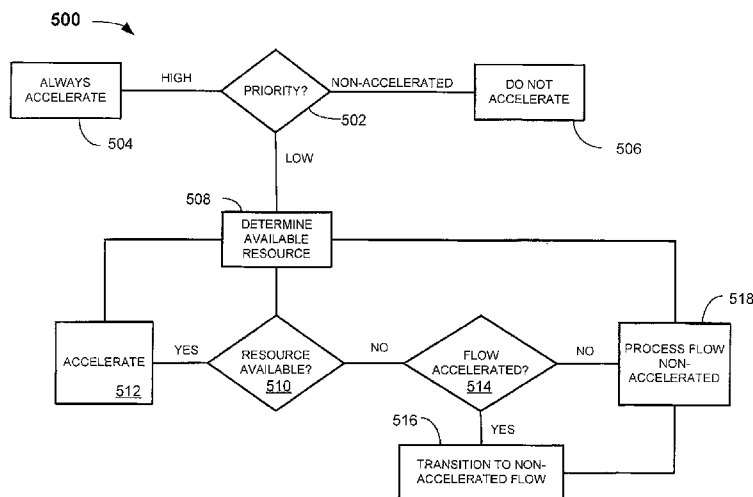 500
ALWAYS
ACCELERATE
504
HIGH
PRIORITY?
502
NON-ACCELERATED
DO NOT
ACCELERATE
506
LOW
508
DETERMINE
AVAILABLE
RESOURCE
518
ACCELERATE
512
YES
RESOURCE
AVAILABLE?
510
NO
FLOW
ACCELERATED?
514
NO
PROCESS FLOW
NON-
ACCELERATED
516
YES
TRANSITION TO NON-
ACCELERATED FLOW